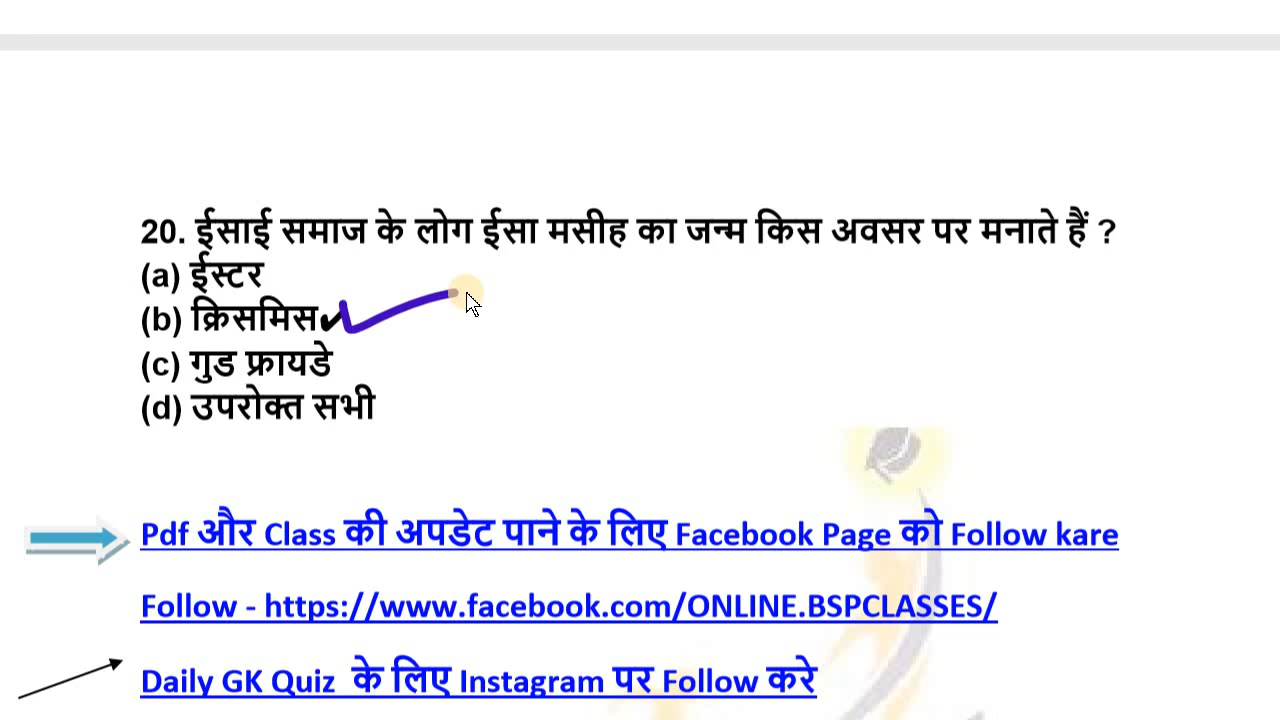 20. ईसाई समाज के लोग ईसा मसीह का जन्म किस अवसर पर मनाते हैं ?
(a) ईस्टर
(b) क्रिसमिस✔
(c) गुड फ्रायडे
(d) उपरोक्त सभी
Pdf और Class की अपडेट पाने के लिए Facebook Page को Follow kare
Follow - https://www.facebook.com/ONLINE.BSPCLASSES/
Daily GK Quiz के लिए Instagram पर Follow करे